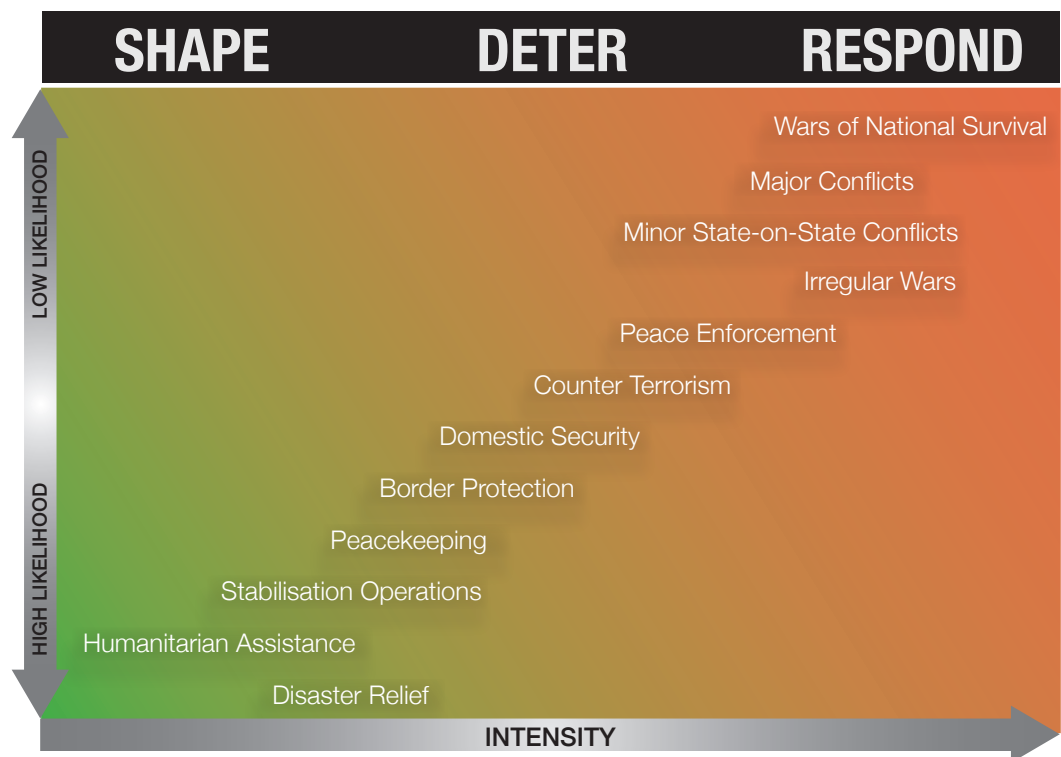 SHAPE DETER RESPOND
LOW LIKELIHOOD
HIGH LIKELIHOOD
Wars of National Survival
Major Conflicts
Minor State-on-State Conflicts
Irregular Wars
Peace Enforcement
Counter Terrorism
Domestic Security
Border Protection
Peacekeeping
Stabilisation Operations
Humanitarian Assistance
Disaster Relief
INTENSITY